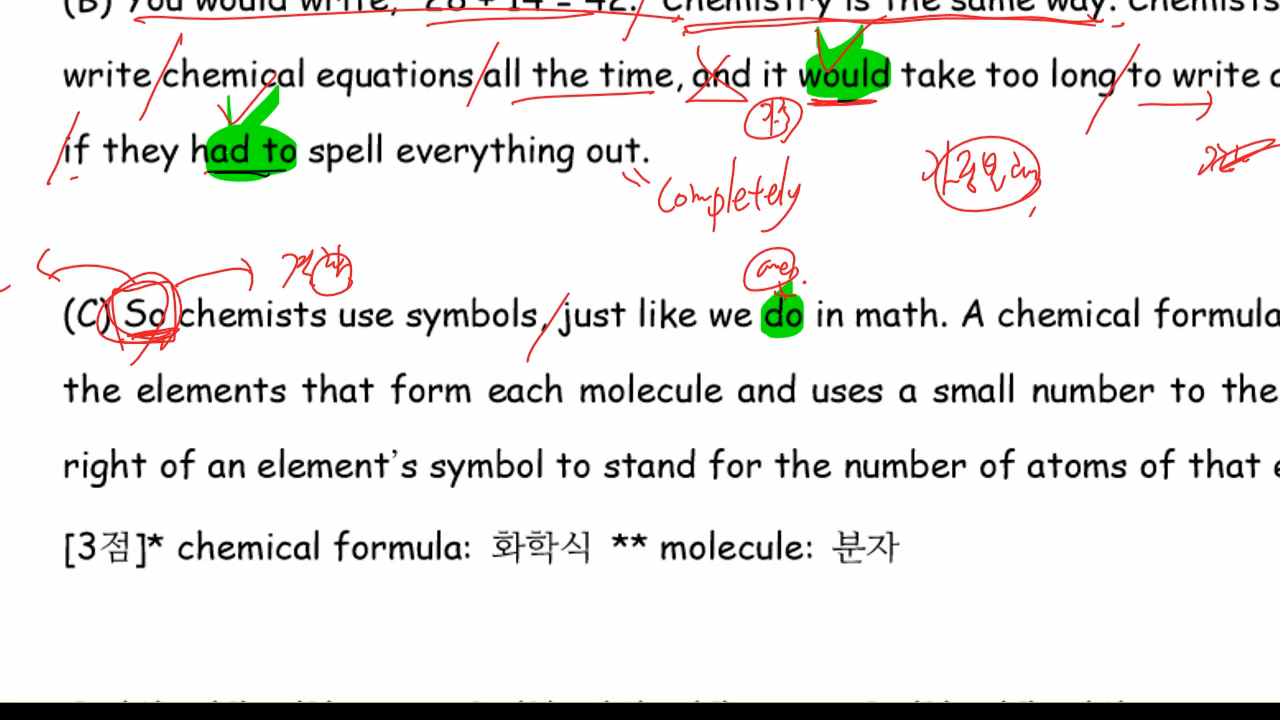 (B) You would write, "28 + 14 = 42." Chemistry is the same way. Chemists
write chemical equations all the time, and it would take too long to write
if they had to spell everything out.
completely
(C) So chemists use symbols, just like we do in math. A chemical formula
the elements that form each molecule and uses a small number to the
right of an element's symbol to stand for the number of atoms of that
[3점]* chemical formula: 화학식 ** molecule: 분자